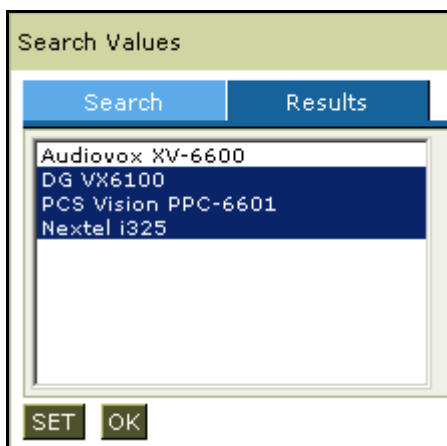 Search Values
Search Results
Audiovox XV-6600
DG VX6100
PCS Vision PPC-6601
Nextel i325
SET OK